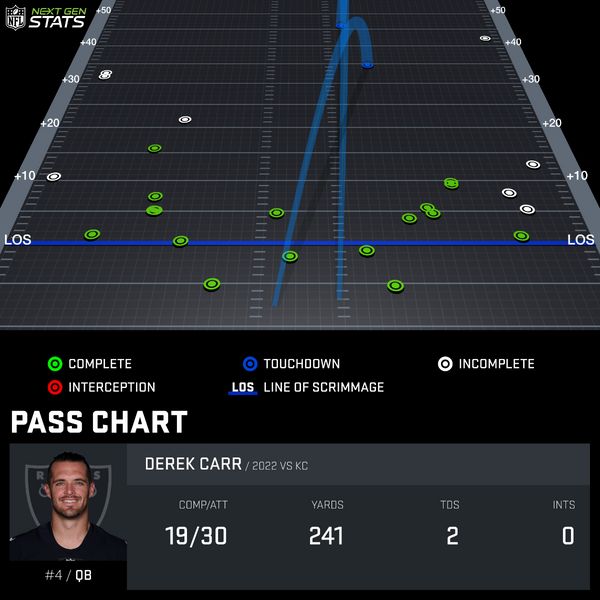 NFL NEXT GEN STATS
+50 +50
+40 +40
+30 +30
+20 +20
+10 +10
LOS LOS
COMPLETE TOUCHDOWN INCOMPLETE
INTERCEPTION LOS LINE OF SCRIMMAGE
PASS CHART
DEREK CARR / 2022 VS KC
COMP/ATT YARDS TDS INTS
19/30 241 2 0
#4 / QB